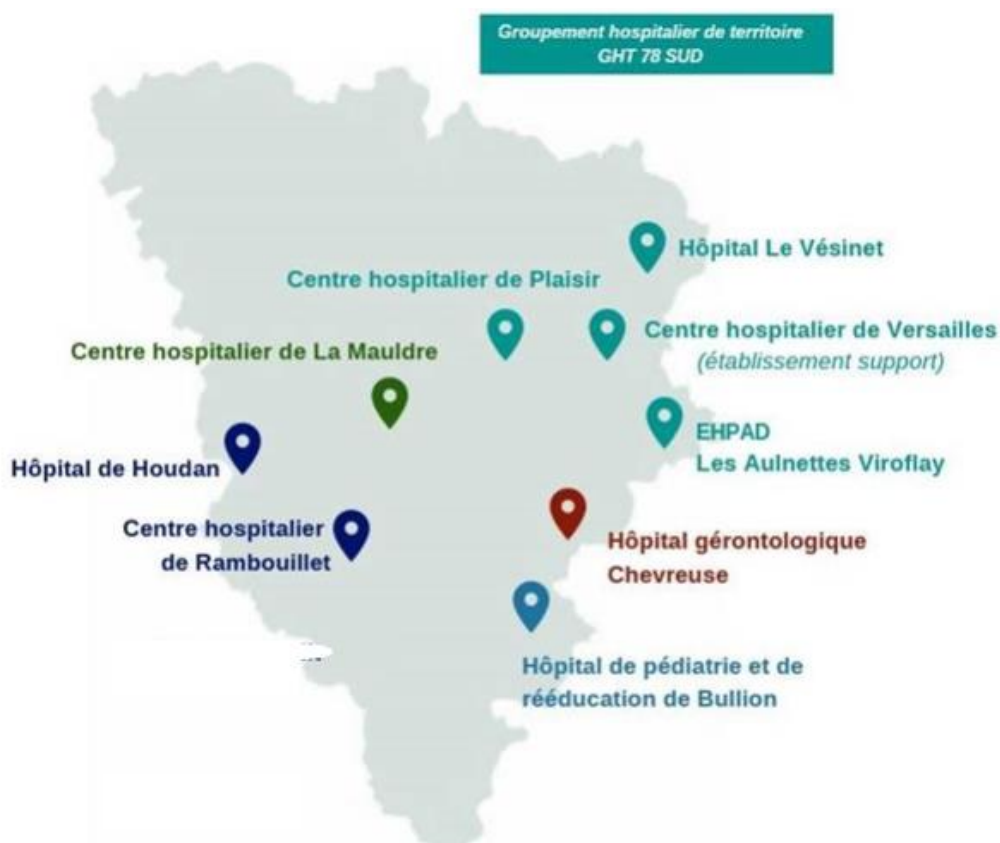 Groupement hospitalier de territoire
GHT 78 SUD
Hôpital Le Vésinet
Centre hospitalier de Plaisir
Centre hospitalier de Versailles
(établissement support)
Centre hospitalier de La Mauldre
EHPAD
Les Aulnettes Viroflay
Hôpital de Houdan
Centre hospitalier
de Rambouillet
Hôpital gérontologique
Chevreuse
Hôpital de pédiatrie et de
rééducation de Bullion